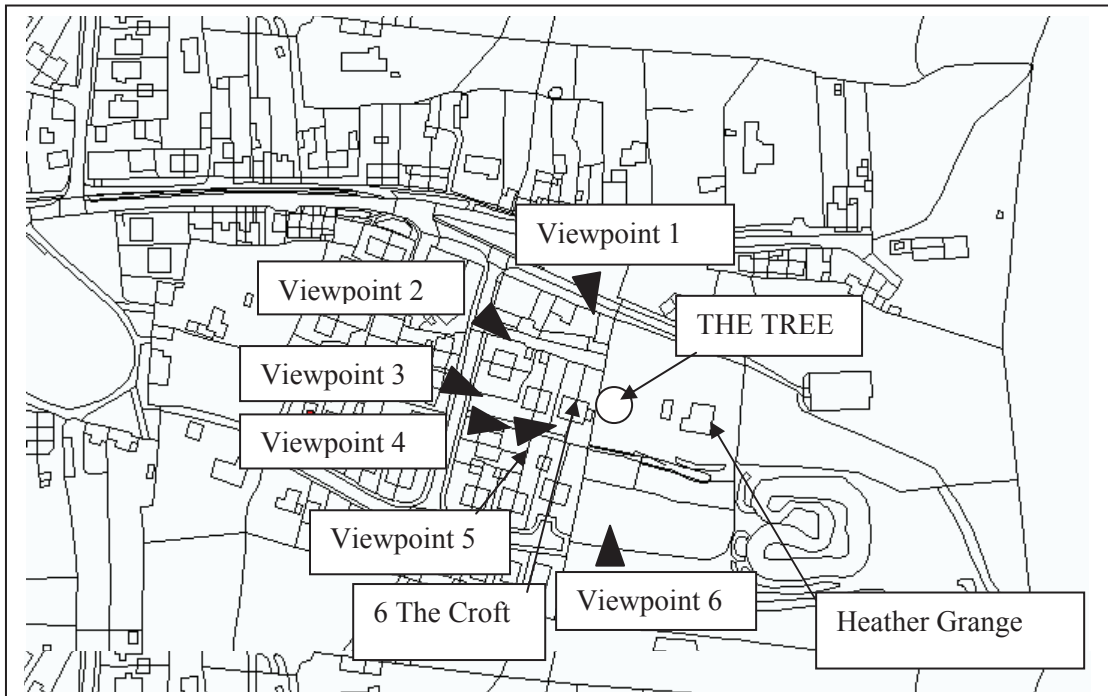 Viewpoint 1
Viewpoint 2
THE TREE
Viewpoint 3
Viewpoint 4
Viewpoint 5
6 The Croft
Viewpoint 6
Heather Grange